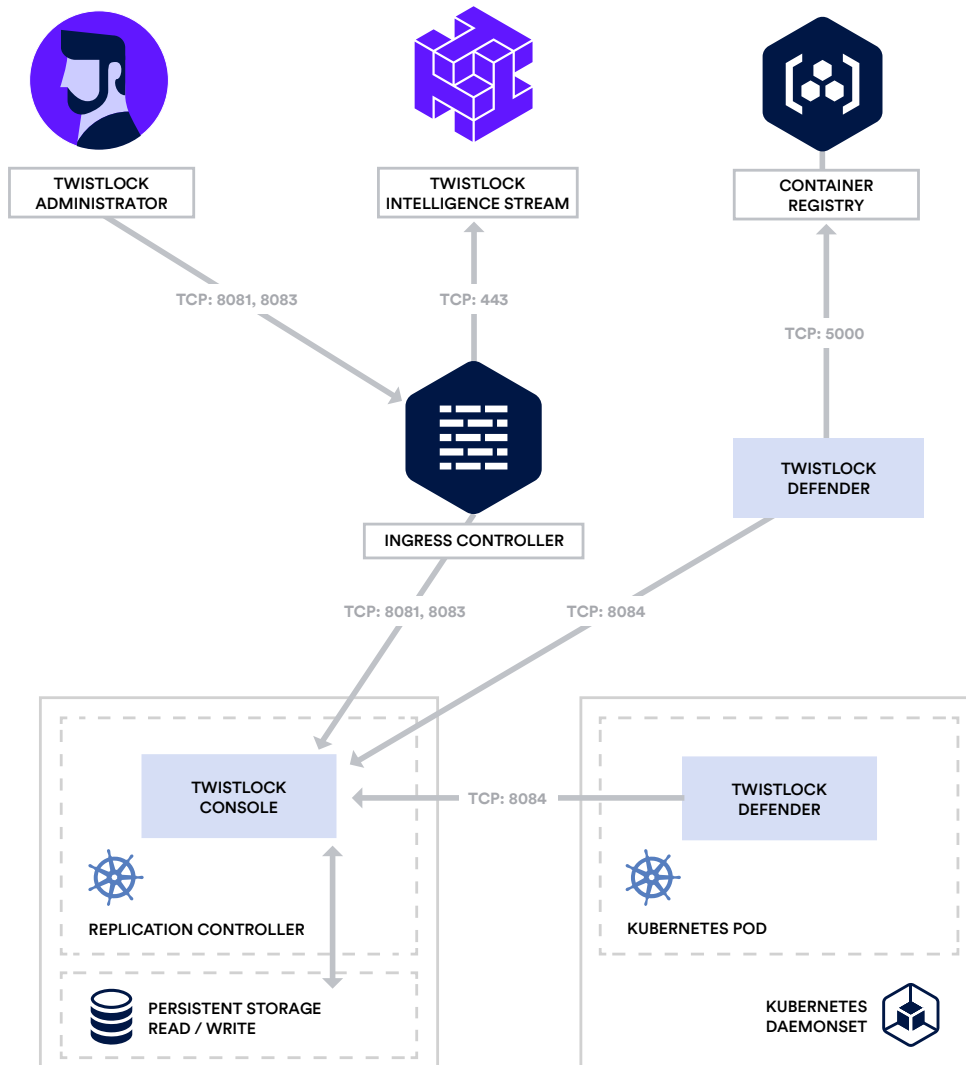 TWISTLOCK
ADMINISTRATOR
TWISTLOCK
INTELLIGENCE STREAM
CONTAINER
REGISTRY
TCP: 8081, 8083
TCP: 443
TCP: 5000
TWISTLOCK
DEFENDER
INGRESS CONTROLLER
TCP: 8081, 8083
TCP: 8084
TWISTLOCK
CONSOLE
TCP: 8084
TWISTLOCK
DEFENDER
REPLICATION CONTROLLER
KUBERNETES POD
PERSISTENT STORAGE
READ / WRITE
KUBERNETES
DAEMONSET